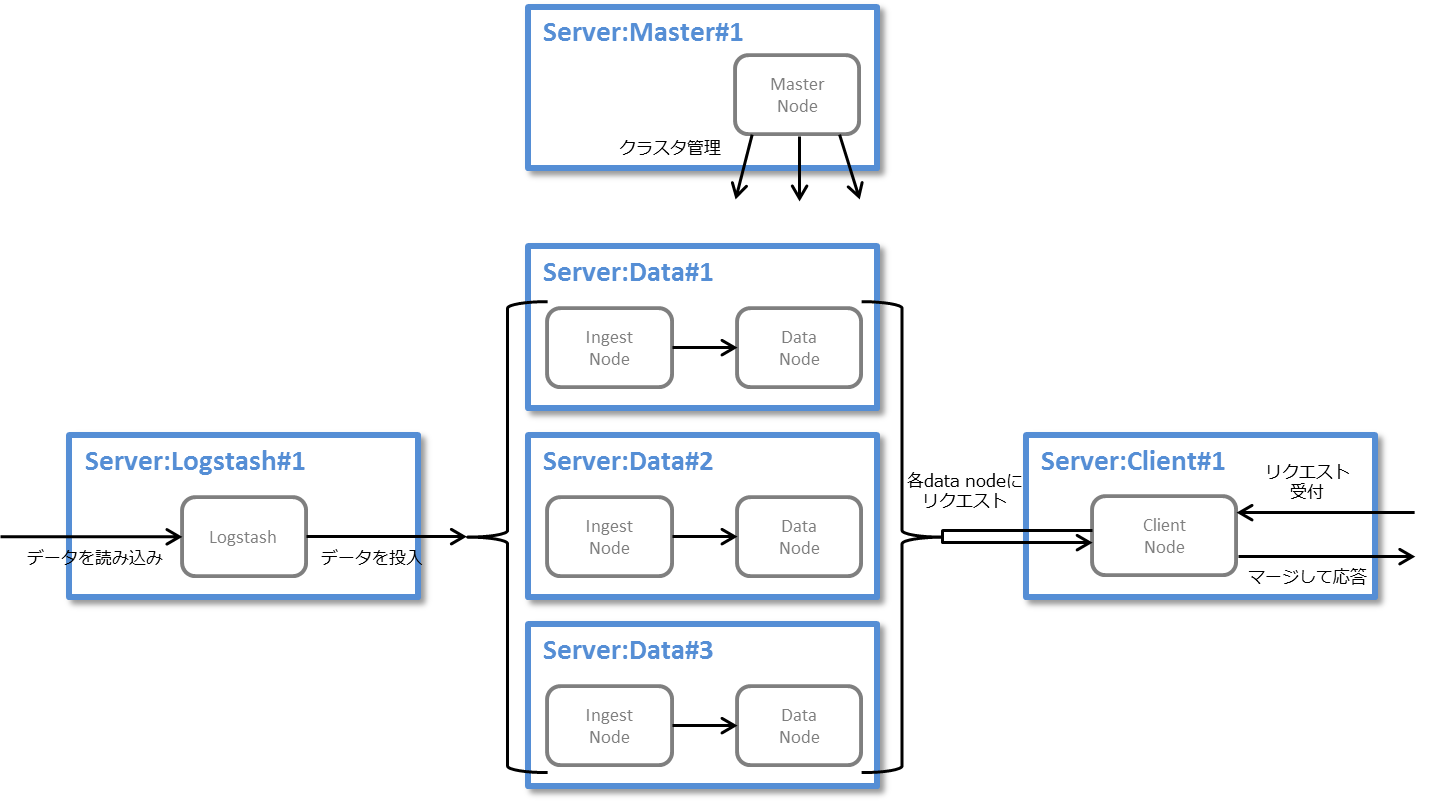 Server:Master#1
Master
Node
クラスタ管理
Server:Data#1
Ingest
Node
Data
Node
Server:Logstash#1
Logstash
データを読み込み
データを投入
Server:Data#2
Ingest
Node
Data
Node
各data nodeに
リクエスト
Server:Client#1
リクエスト
受付
Client
Node
マージして応答
Server:Data#3
Ingest
Node
Data
Node